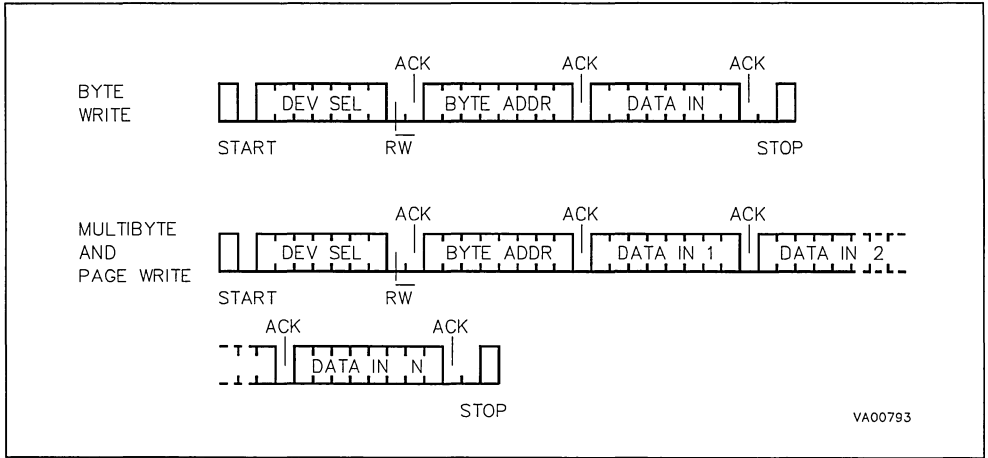 ACK ACK ACK
BYTE
WRITE
DEV SEL BYTE ADDR DATA IN
START RW STOP
ACK ACK ACK
MULTIBYTE
AND
PAGE WRITE
DEV SEL BYTE ADDR DATA IN 1 DATA IN 2
START RW
ACK ACK
DATA IN N
STOP
VA00793